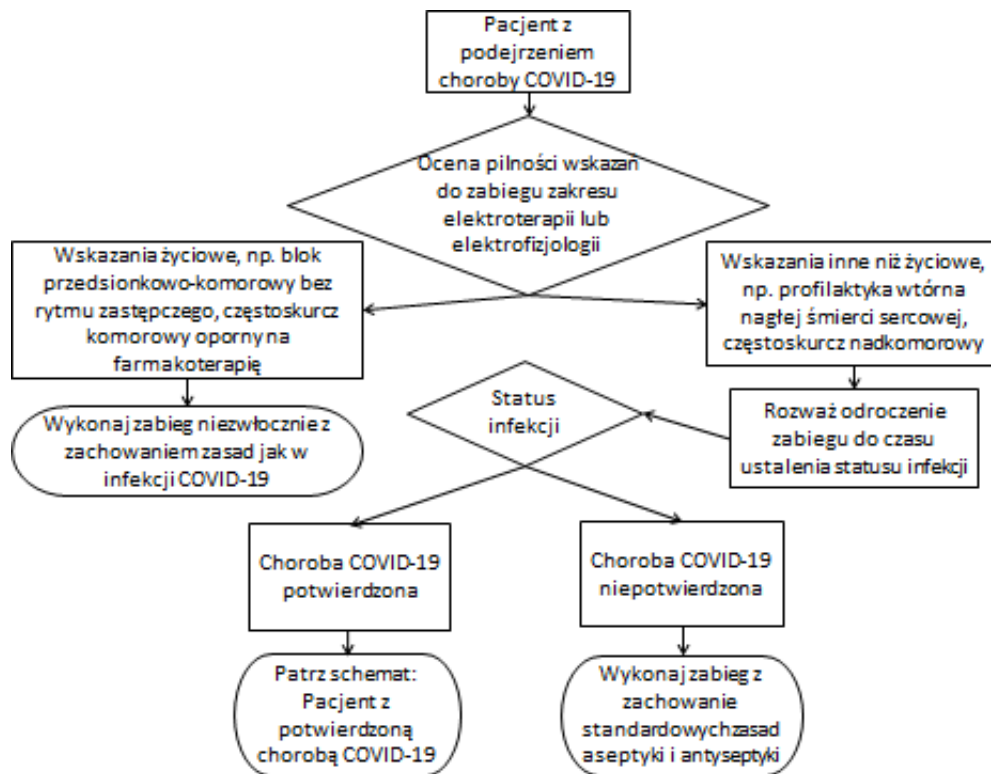 Pacjent z
podejrzeniem
choroby COVID-19
Ocena pilności wskazań
do zabiegu zakresu
elektroterapii lub
elektrofizjologii
Wskazania życiowe, np. blok
przedsionkowo-komorowy bez
rytmu zastępczego, częstoskurcz
komorowy oporny na
farmakoterapię
Wskazania inne niż życiowe,
np. profilaktyka wtórna
nagłej śmierci sercowej,
częstoskurcz nadkomorowy
Wykonaj zabieg niezwłocznie z
zachowaniem zasad jak w
infekcji COVID-19
Status
infekcji
Rozważ odroczenie
zabiegu do czasu
ustalenia statusu infekcji
Choroba COVID-19
potwierdzona
Choroba COVID-19
niepotwierdzona
Patrz schemat:
Pacjent z
potwierdzoną
chorobą COVID-19
Wykonaj zabieg z
zachowanie
standardowychzasad
aseptyki i antyseptyki